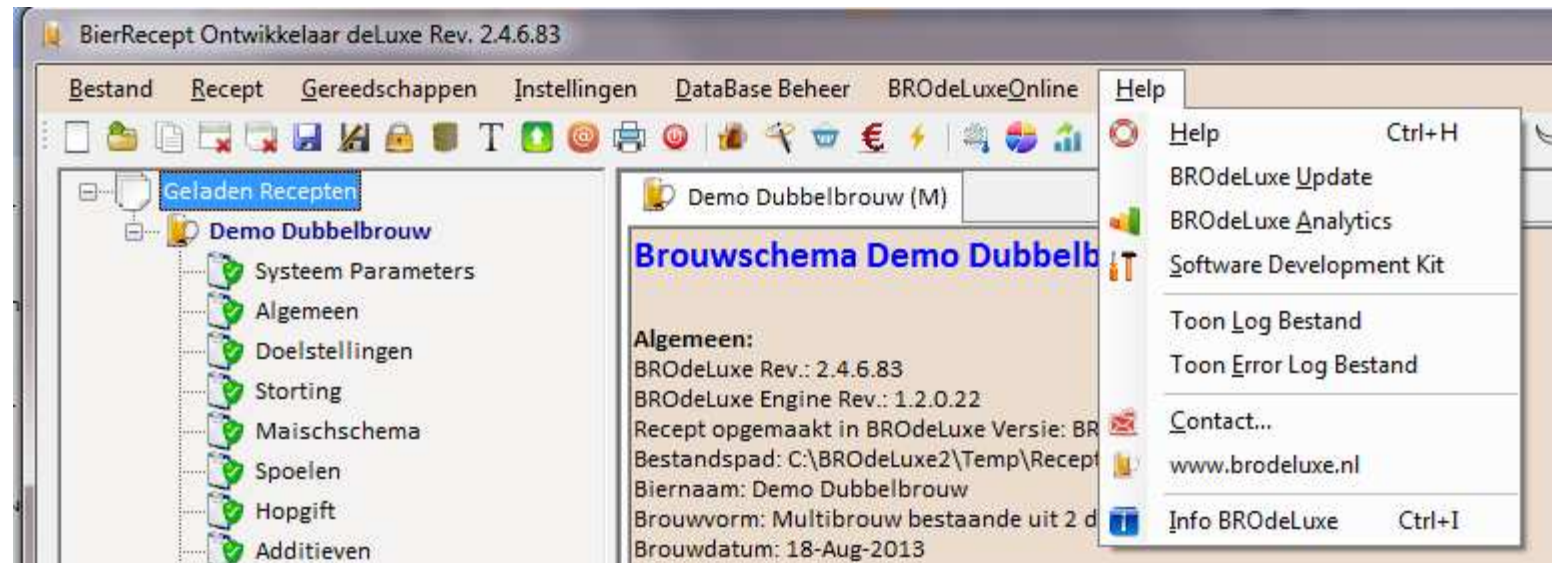 BierRecept Ontwikkelaar deLuxe Rev. 2.4.6.83
Bestand Recept Gereedschappen Instellingen DataBase Beheer BROdeLuxeOnline Help
Help Ctrl+H
BROdeLuxe Update
BROdeLuxe Analytics
Software Development Kit
Toon Log Bestand
Toon Error Log Bestand
Contact...
www.brodeluxe.nl
Info BROdeLuxe Ctrl+I
Geladen Recepten
Demo Dubbelbrouw
Systeem Parameters
Algemeen
Doelstellingen
Storting
Maischschema
Spoelen
Hopgift
Additieven
Demo Dubbelbrouw (M)
Brouwschema Demo Dubbelb
Algemeen:
BROdeLuxe Rev.: 2.4.6.83
BROdeLuxe Engine Rev.: 1.2.0.22
Recept opgemaakt in BROdeLuxe Versie: BR
Bestandspad: C:\BROdeLuxe2\Temp\Recept
Biernaam: Demo Dubbelbrouw
Brouwvorm: Multibrouw bestaande uit 2 d
Brouwdatum: 18-Aug-2013